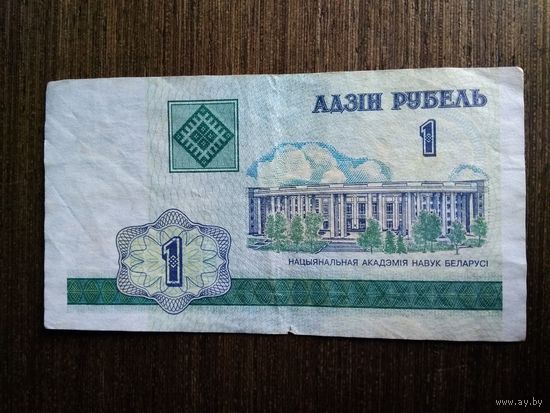 АДЗІН РУБЕЛЬ
1
НАЦЫЯНАЛЬНАЯ АКАДЭМІЯ НАВУК БЕЛАРУСІ
1
www.ay.by